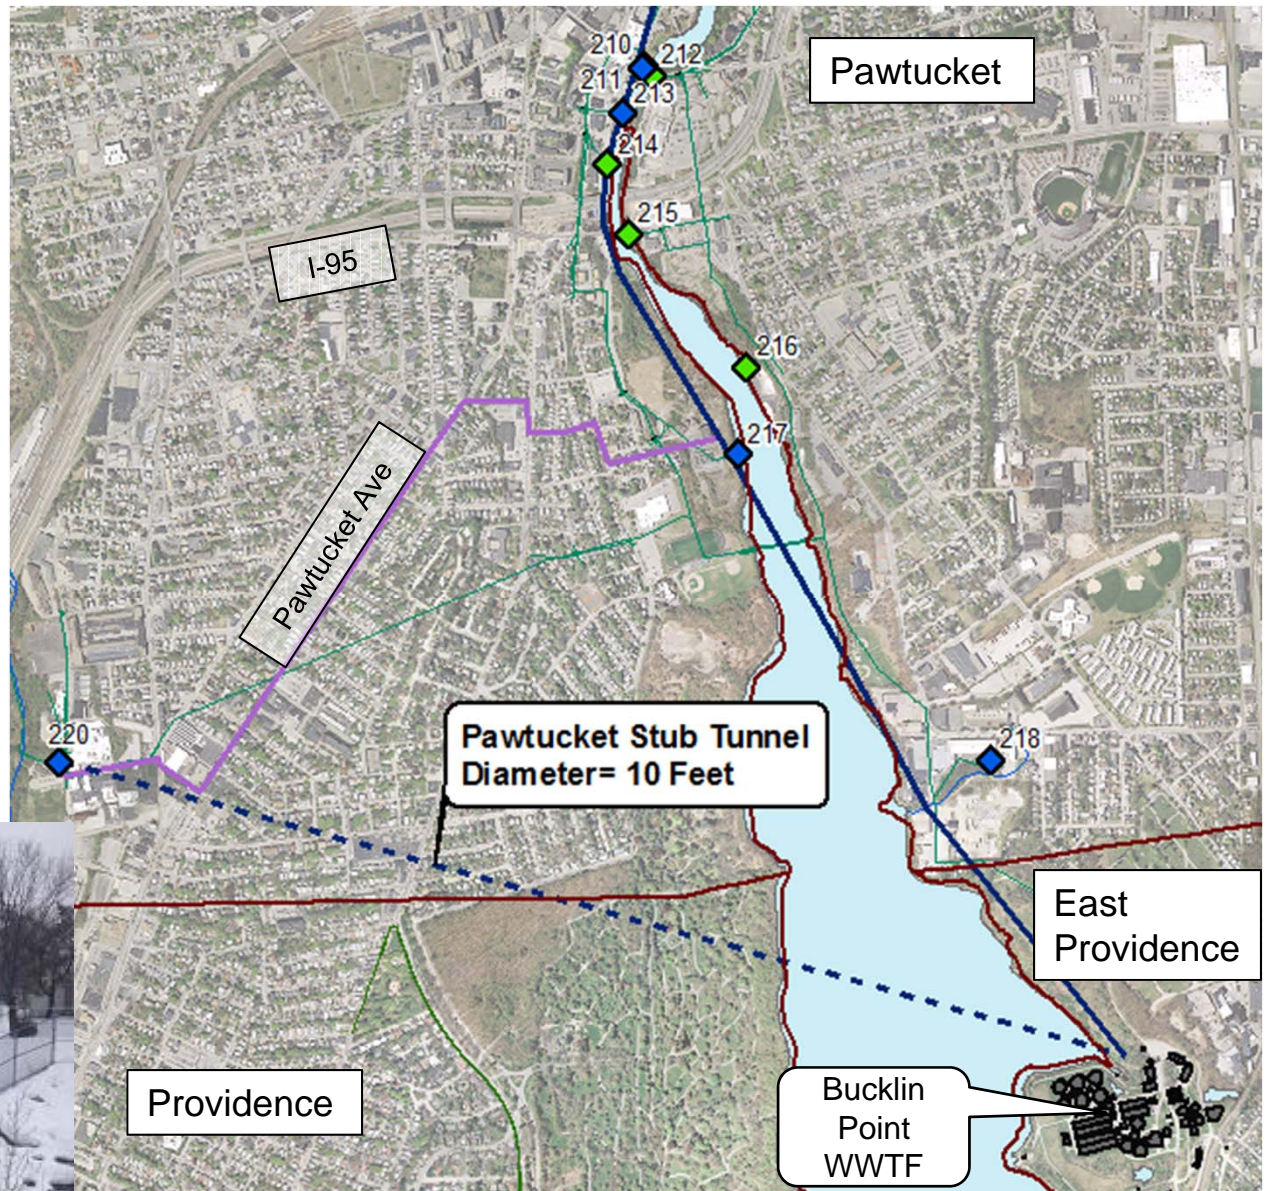 210
212
Pawtucket
211
213
214
215
I-95
216
217
Pawtucket Ave
220
218
Pawtucket Stub Tunnel
Diameter= 10 Feet
East
Providence
Providence
Bucklin
Point
WWTF